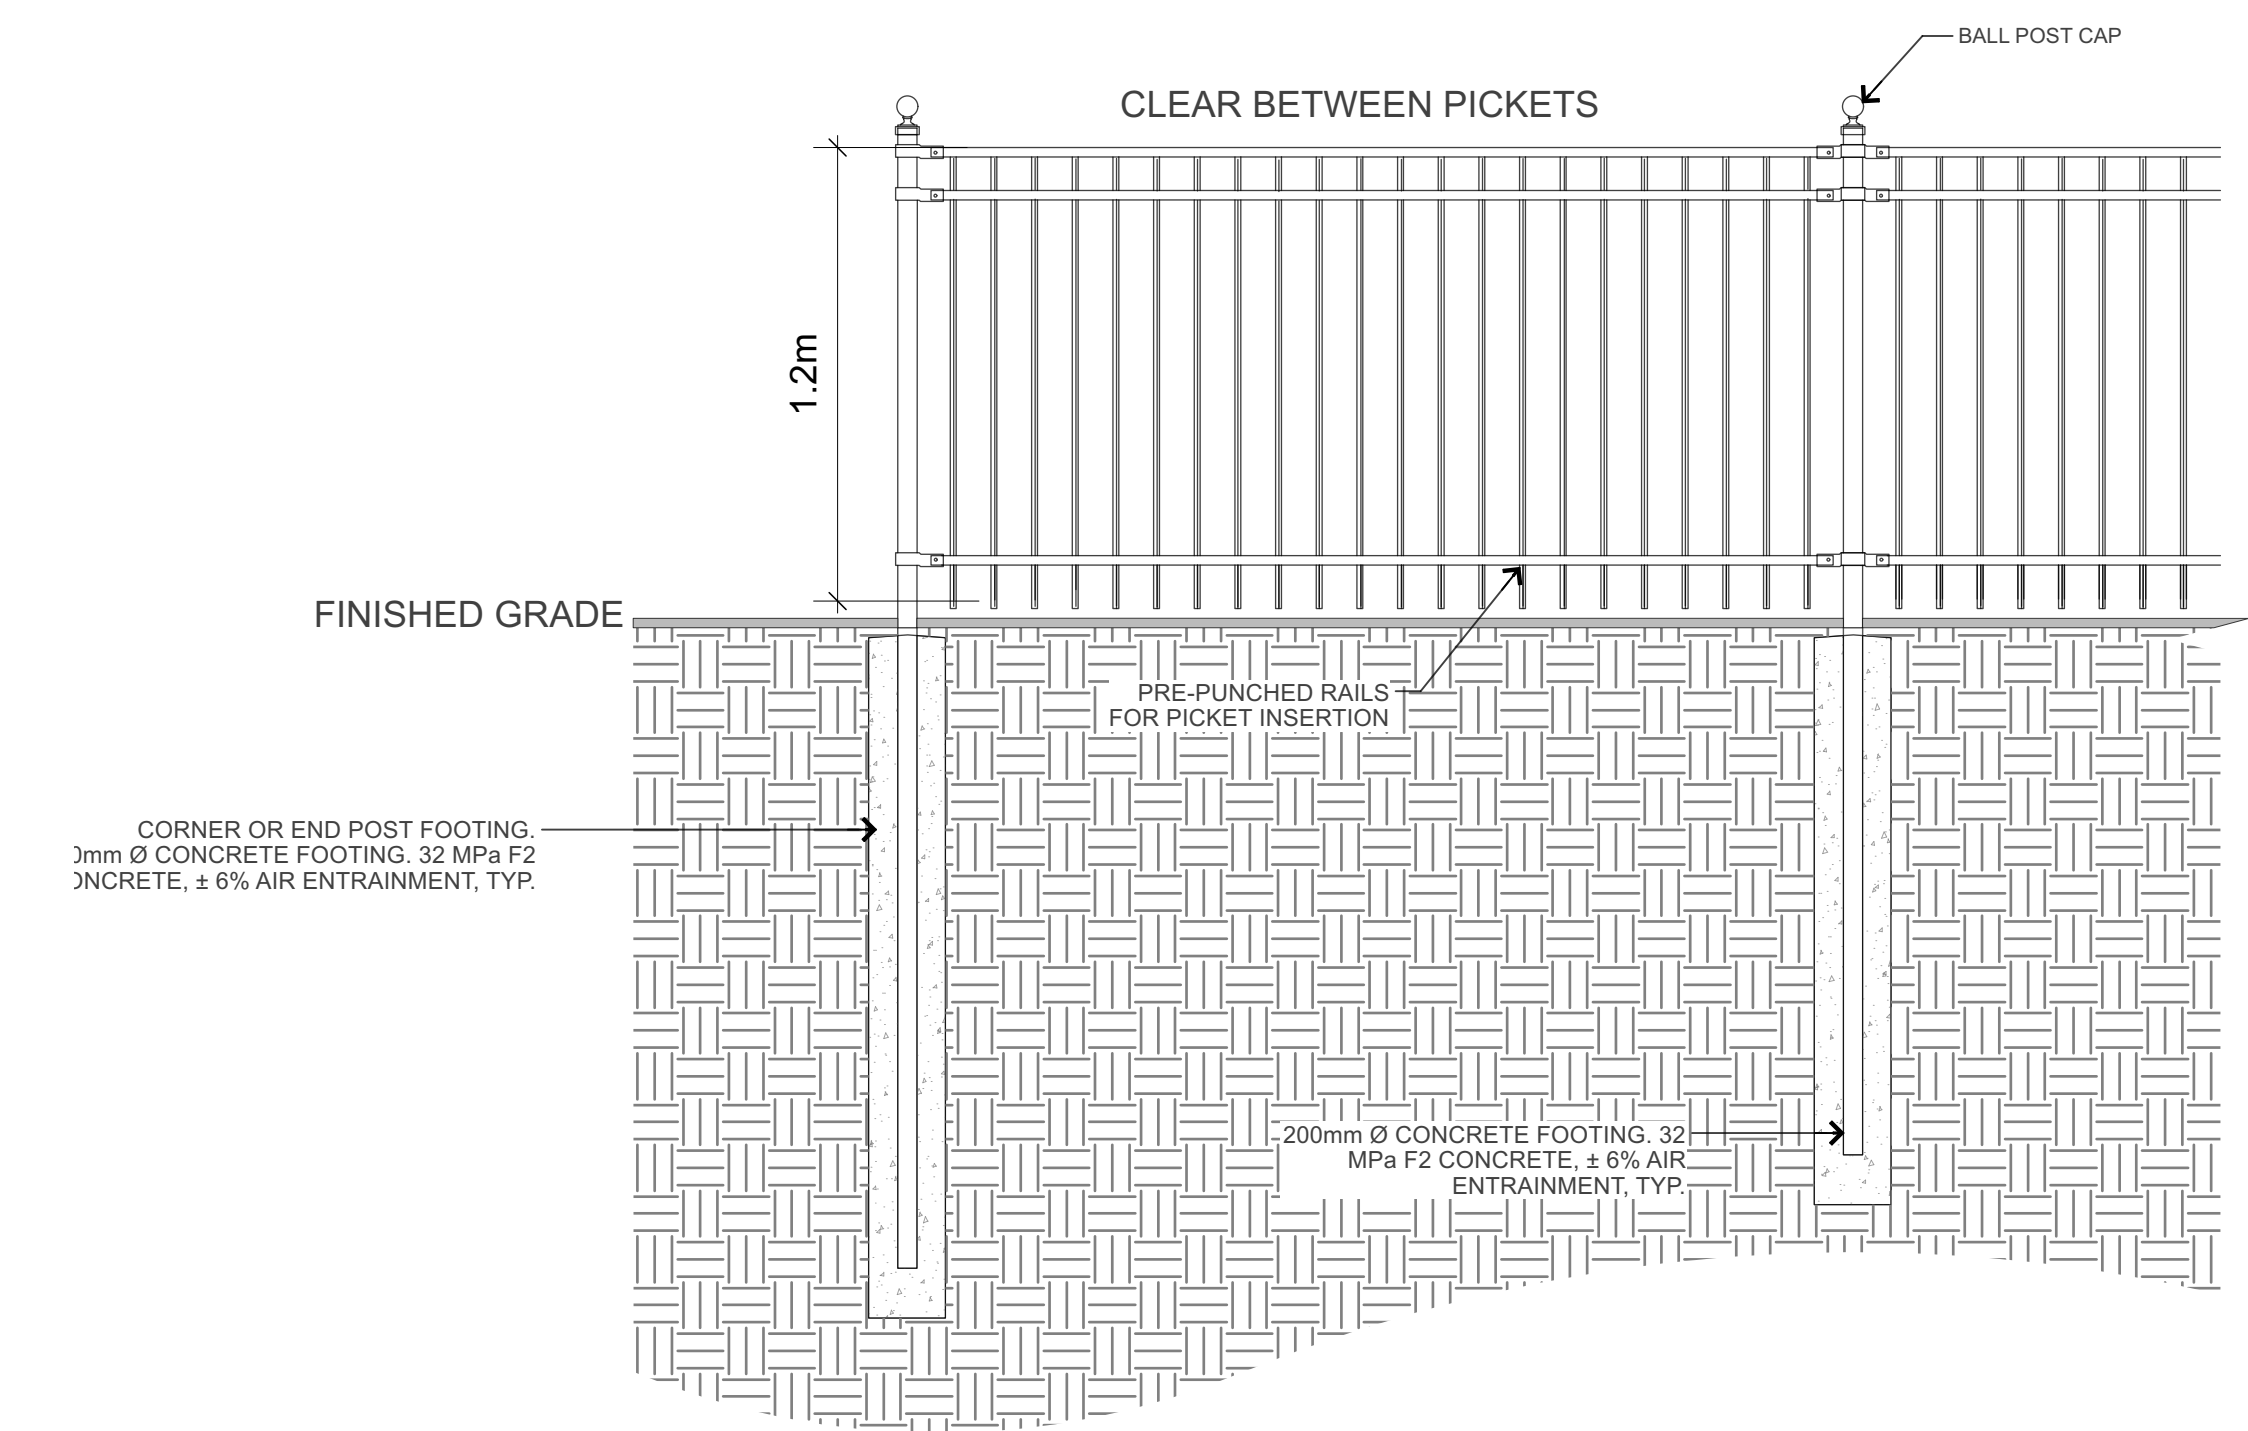 BALL POST CAP
CLEAR BETWEEN PICKETS
1.2m
FINISHED GRADE
PRE-PUNCHED RAILS
FOR PICKET INSERTION
CORNER OR END POST FOOTING.
Ø CONCRETE FOOTING. 32 MPa F2
± 6% AIR ENTRAINMENT, TYP.
200mm Ø CONCRETE FOOTING. 32
MPa F2 CONCRETE, ± 6% AIR
ENTRAINMENT, TYP.